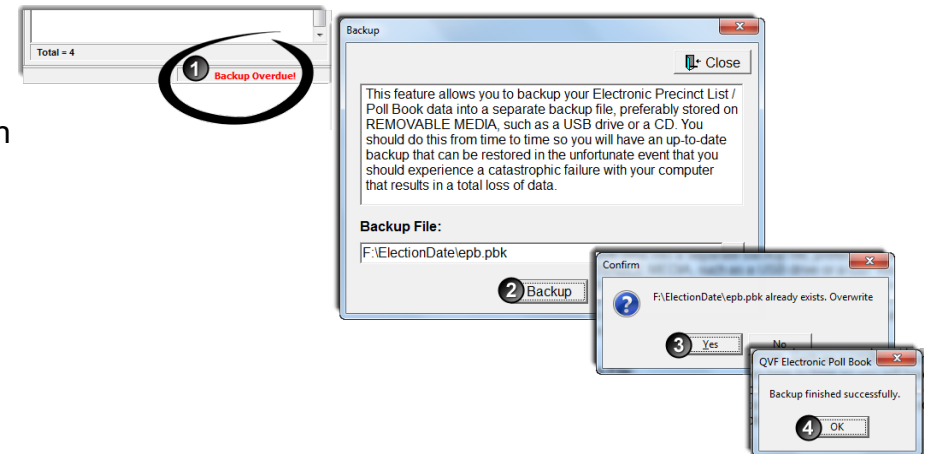 Total = 4
1
Backup Overdue!
n
Backup
Close
This feature allows you to backup your Electronic Precinct List /
Poll Book data into a separate backup file, preferably stored on
REMOVABLE MEDIA, such as a USB drive or a CD. You
should do this from time to time so you will have an up-to-date
backup that can be restored in the unfortunate event that you
should experience a catastrophic failure with your computer
that results in a total loss of data.
Backup File:
F:\ElectionDate\epb.pbk
2 Backup
Confirm
F:\ElectionDate\epb.pbk already exists. Overwrite
3 Yes
No
QVF Electronic Poll Book
Backup finished successfully.
4 OK